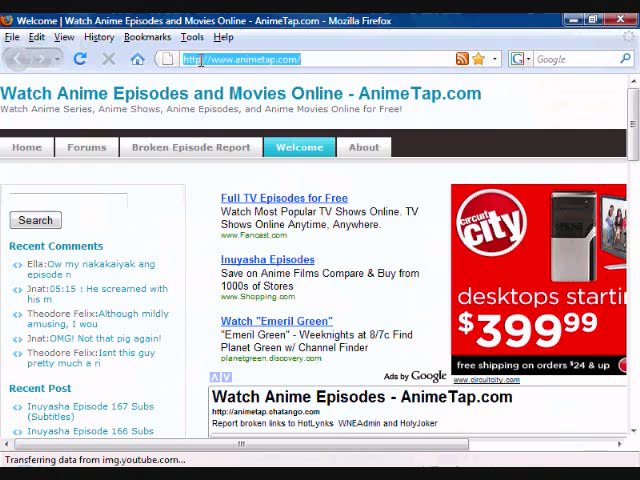 Welcome | Watch Anime Episodes and Movies Online - AnimeTap.com - Mozilla Firefox
File Edit View History Bookmarks Tools Help
http://www.animetap.com/
Google
Watch Anime Episodes and Movies Online - AnimeTap.com
Watch Anime Series, Anime Shows, Anime Episodes, and Anime Movies Online for Free!
Home Forums Broken Episode Report Welcome About
Search
Recent Comments
Ella:Ow my nakakaiyak ang
episode n
Jnat:05:15 : He screamed with
his m
Theodore Felix:Although mildly
amusing, I wou
Jnat:OMG! Not that pig again!
Theodore Felix:Isnt this guy
pretty much a ri
Recent Post
Inuyasha Episode 167 Subs
(Subtitles)
Inuyasha Episode 166 Subs
Full TV Episodes for Free
Watch Most Popular TV Shows Online. TV
Shows Online Anytime, Anywhere.
www.Fancast.com
Inuyasha Episodes
Save on Anime Films Compare & Buy from
1000s of Stores
www.Shopping.com
Watch "Emeril Green"
"Emeril Green" - Weeknights at 8/7c Find
Planet Green w/ Channel Finder
planetgreen.discovery.com
Ads by Google
circuit
city
desktops starti
$399.99
free shipping on orders $24 & up
www.circuitcity.com
Watch Anime Episodes - AnimeTap.com
http://animetap.chatango.com
Report broken links to HotLynks WNEAdmin and HolyJoker
Transferring data from img.youtube.com...